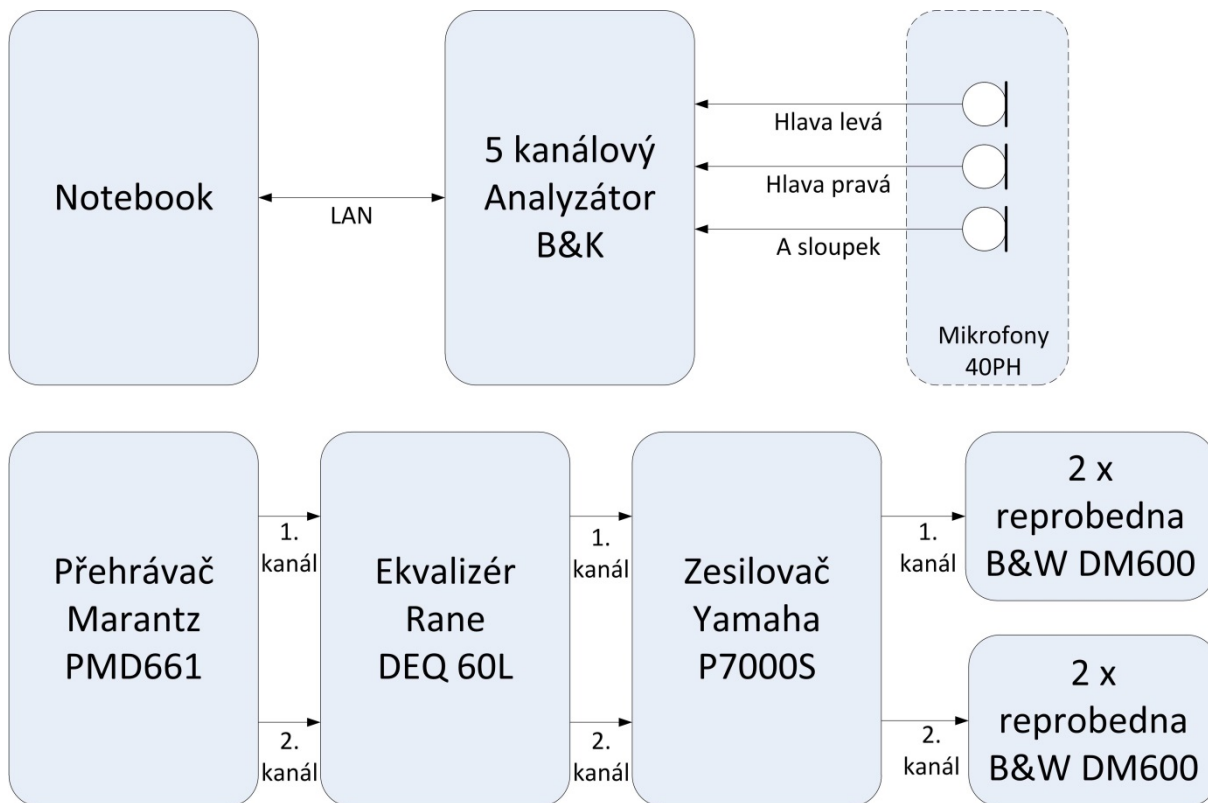 Notebook
LAN
5 kanálový
Analyzátor
B&K
Hlava levá
Hlava pravá
A sloupek
Mikrofony
40PH
Přehrávač
Marantz
PMD661
1.
kanál
2.
kanál
Ekvalizér
Rane
DEQ 60L
1.
kanál
2.
kanál
Zesilovač
Yamaha
P7000S
1.
kanál
2.
kanál
2 x
reprobedna
B&W DM600
2 x
reprobedna
B&W DM600